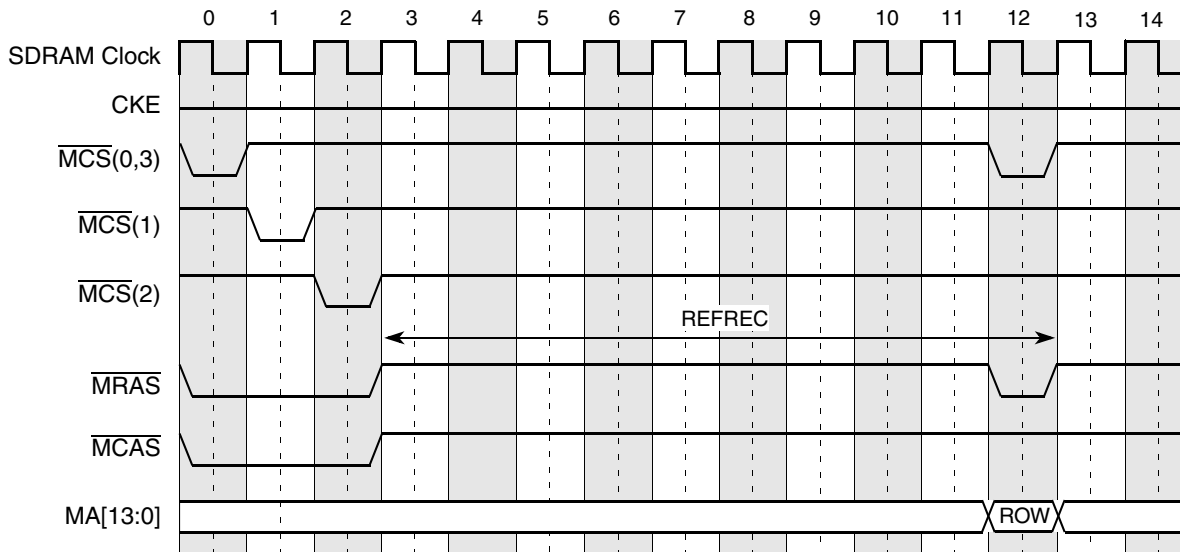 0 1 2 3 4 5 6 7 8 9 10 11 12 13 14
SDRAM Clock
CKE
MCS(0,3)
MCS(1)
MCS(2)
REFREC
MRAS
MCAS
MA[13:0] ROW